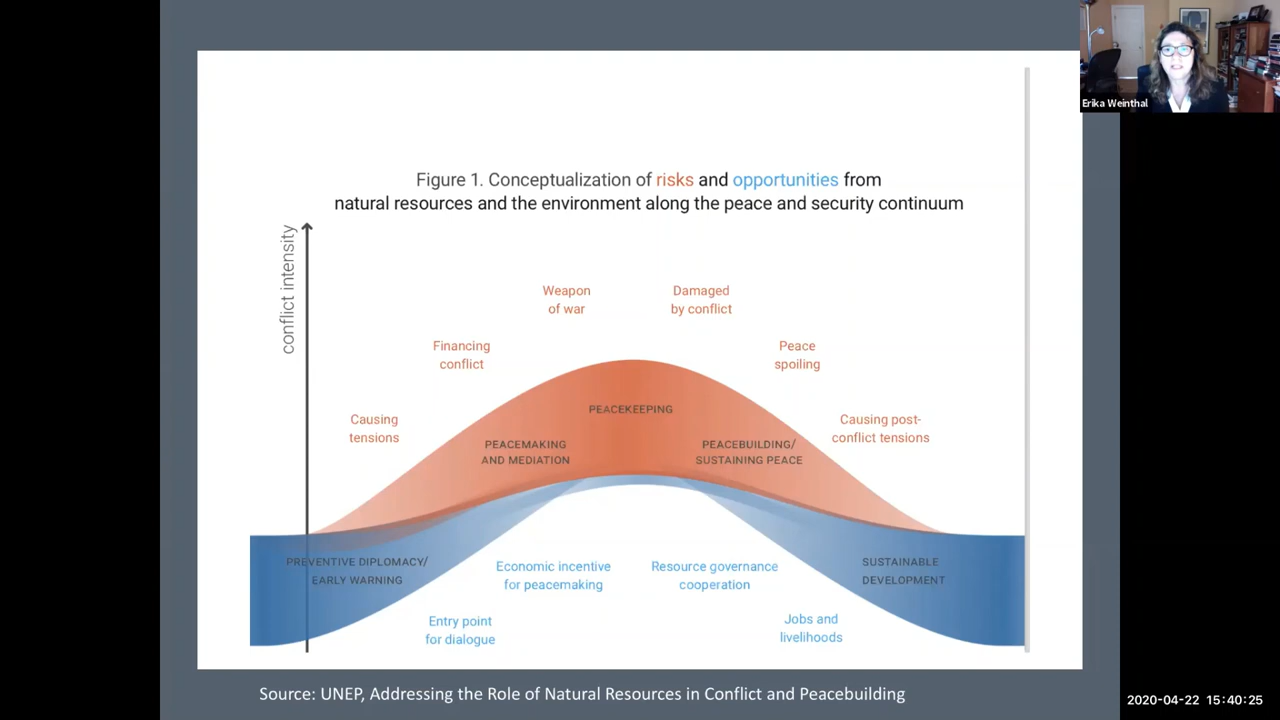 Erika Weinthal
Figure 1. Conceptualization of risks and opportunities from
natural resources and the environment along the peace and security continuum
conflict intensity
Weapon
of war
Damaged
by conflict
Financing
conflict
Peace
spoiling
Causing
tensions
Causing post-
conflict tensions
PEACEKEEPING
PEACEMAKING
AND MEDIATION
PEACEBUILDING/
SUSTAINING PEACE
PREVENTIVE DIPLOMACY/
EARLY WARNING
SUSTAINABLE
DEVELOPMENT
Economic incentive
for peacemaking
Resource governance
cooperation
Entry point
for dialogue
Jobs and
livelihoods
Source: UNEP, Addressing the Role of Natural Resources in Conflict and Peacebuilding
2020-04-22 15:40:25